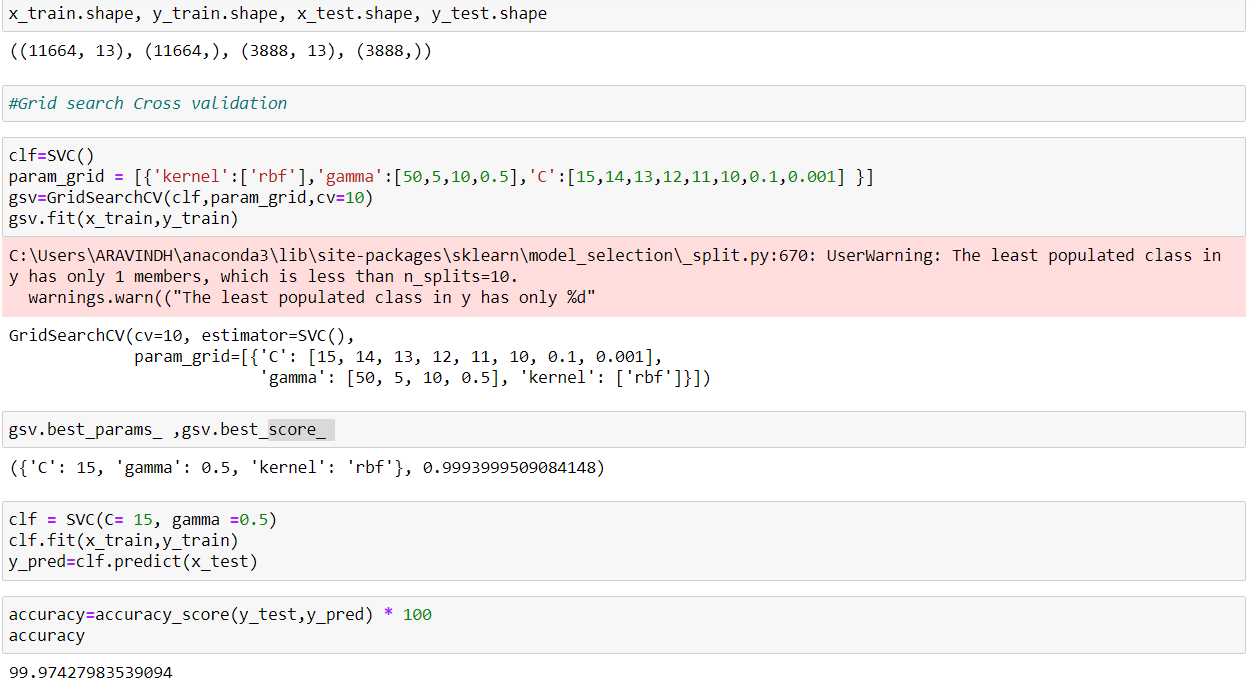 x_train.shape, y_train.shape, x_test.shape, y_test.shape
((11664, 13), (11664,), (3888, 13), (3888,))
#Grid search Cross validation
clf=SVC()
param_grid = [{'kernel':['rbf'],'gamma':[50,5,10,0.5],'C':[15,14,13,12,11,10,0.1,0.001] }]
gsv=GridSearchCV(clf,param_grid,cv=10)
gsv.fit(x_train,y_train)
C:\Users\ARAVINDH\anaconda3\lib\site-packages\sklearn\model_selection\_split.py:670: UserWarning: The least populated class in
y has only 1 members, which is less than n_splits=10.
  warnings.warn(("The least populated class in y has only %d"
GridSearchCV(cv=10, estimator=SVC(),
             param_grid=[{'C': [15, 14, 13, 12, 11, 10, 0.1, 0.001],
                          'gamma': [50, 5, 10, 0.5], 'kernel': ['rbf']}])
gsv.best_params_ ,gsv.best_score_
({'C': 15, 'gamma': 0.5, 'kernel': 'rbf'}, 0.9993999509084148)
clf = SVC(C= 15, gamma =0.5)
clf.fit(x_train,y_train)
y_pred=clf.predict(x_test)
accuracy=accuracy_score(y_test,y_pred) * 100
accuracy
99.97427983539094